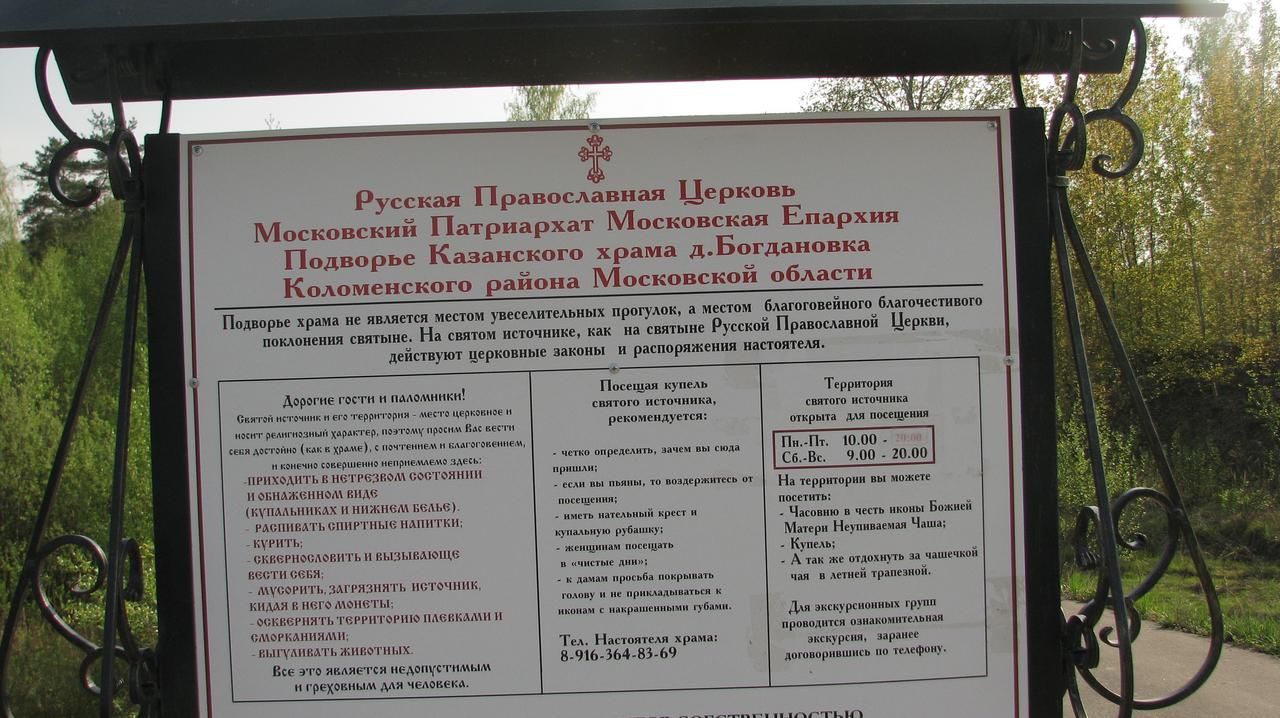 Русская Православная Церковь
Московский Патриархат Московская Епархия
Подворье Казанского храма д.Богдановка
Коломенского района Московской области
Подворье храма не является местом увеселительных прогулок, а местом благоговейного благочестивого
поклонения святыне. На святом источнике, как на святыне Русской Православной Церкви,
действуют церковные законы и распоряжения настоятеля.
Дорогие гости и паломники!
Святой источник и его территория - место церковное и
носит религиозный характер, поэтому просим Вас вести
себя достойно (как в храме), с почтением и благоговением,
и конечно совершенно неприемлемо здесь:
-ПРИХОДИТЬ В НЕТРЕЗВОМ СОСТОЯНИИ
И ОБНАЖЕННОМ ВИДЕ
(КУПАЛЬНИКАХ И НИЖНЕМ БЕЛЬЕ).
- РАСПИВАТЬ СПИРТНЫЕ НАПИТКИ;
- КУРИТЬ;
- СКВЕРНОСЛОВИТЬ И ВЫЗЫВАЮЩЕ
ВЕСТИ СЕБЯ;
- МУСОРИТЬ, ЗАГРЯЗНЯТЬ ИСТОЧНИК,
КИДАЯ В НЕГО МОНЕТЫ;
- ОСКВЕРНЯТЬ ТЕРРИТОРИЮ ПЛЕВКАМИ И
СМОРКАНИЯМИ;
- ВЫГУЛИВАТЬ ЖИВОТНЫХ.
Все это является недопустимым
и греховным для человека.
Посещая купель
святого источника,
рекомендуется:
- четко определить, зачем вы сюда
пришли;
- если вы пьяны, то воздержитесь от
посещения;
- иметь нательный крест и
купальную рубашку;
- женщинам посещать
в «чистые дни»;
- к дамам просьба покрывать
голову и не прикладываться к
иконам с накрашенными губами.
Тел. Настоятеля храма:
8-916-364-83-69
Территория
святого источника
открыта для посещения
Пн.-Пт. 10.00 - 20:00
Сб.-Вс. 9.00 - 20.00
На территории вы можете
посетить:
- Часовню в честь иконы Божией
Матери Неупиваемая Чаша;
- Купель;
- А так же отдохнуть за чашечкой
чая в летней трапезной.
Для экскурсионных групп
проводится ознакомительная
экскурсия, заранее
договорившись по телефону.
СОБСТВЕННОСТЬЮ